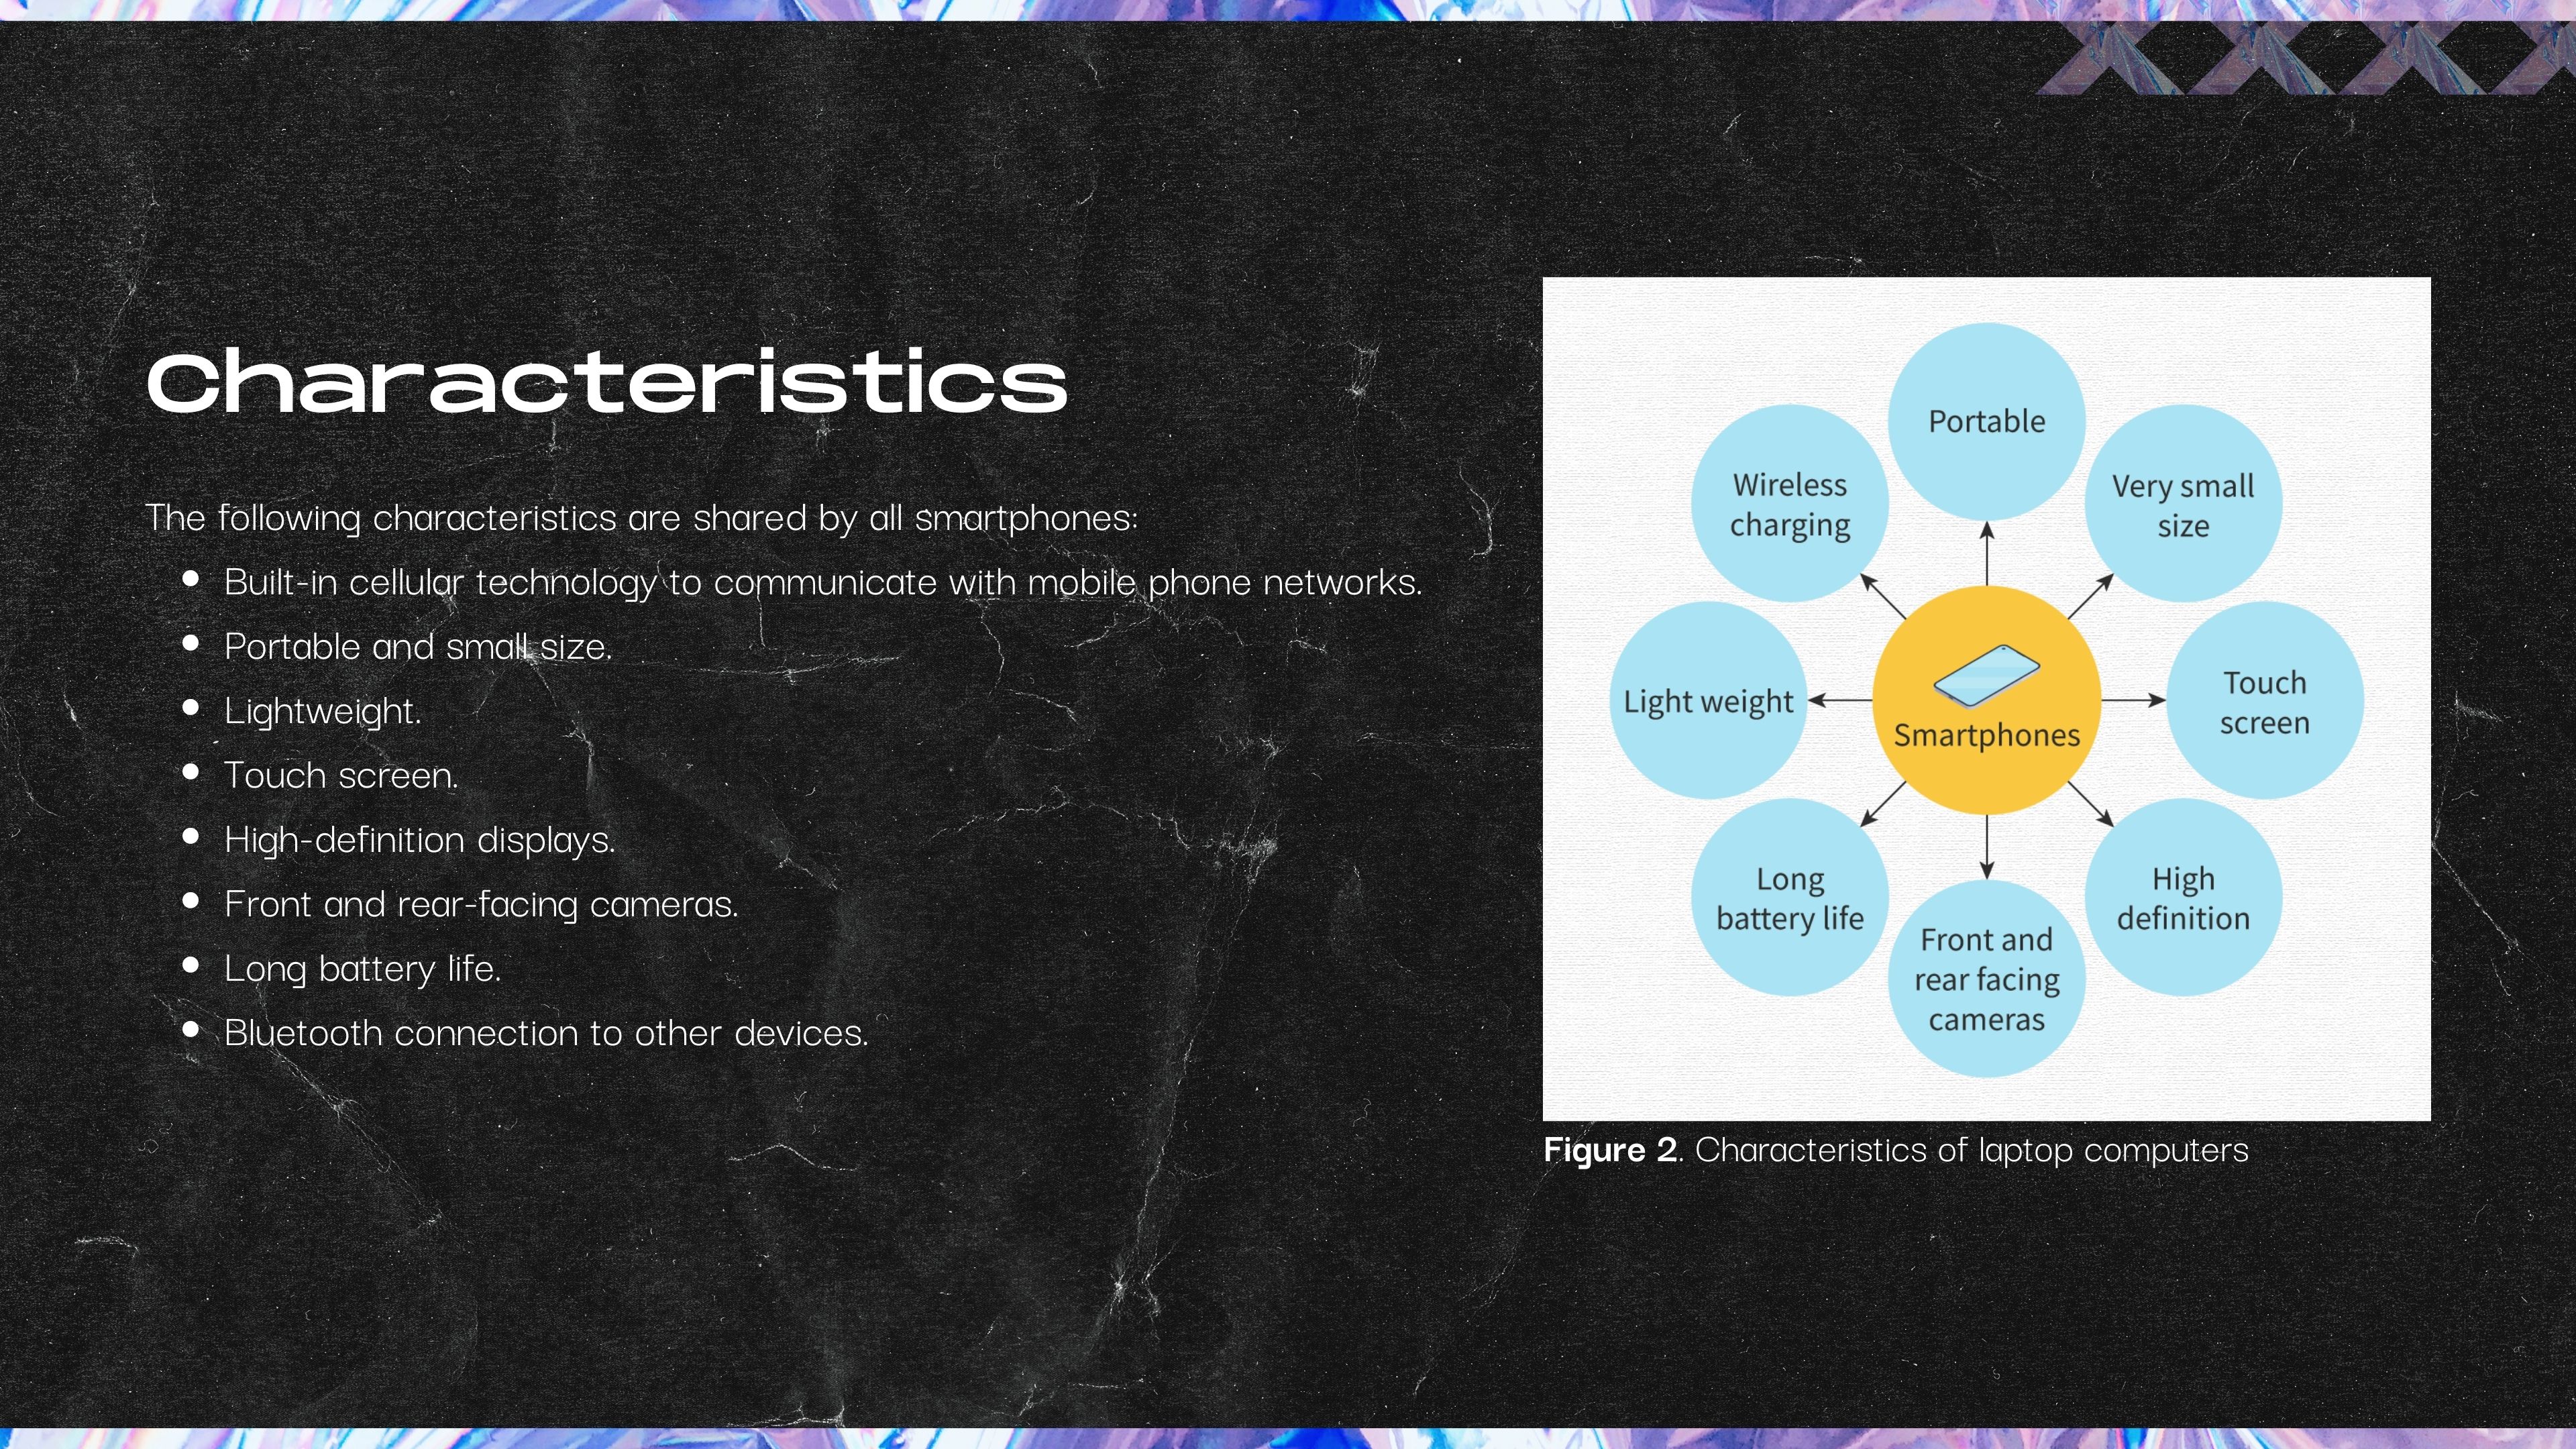 Characteristics
The following characteristics are shared by all smartphones:
• Built-in cellular technology to communicate with mobile phone networks.
• Portable and small size.
• Lightweight.
• Touch screen.
• High-definition displays.
• Front and rear-facing cameras.
• Long battery life.
• Bluetooth connection to other devices.
Portable
Wireless
charging
Very small
size
Light weight
Smartphones
Touch
screen
Long
battery life
Front and
rear facing
cameras
High
definition
Figure 2. Characteristics of laptop computers